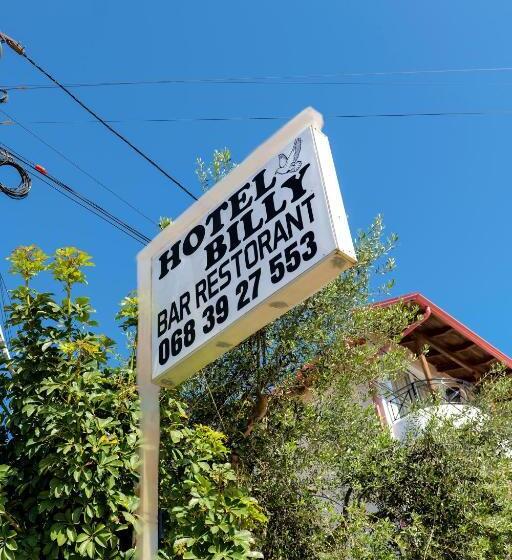 HOTEL
BILLY
BAR RESTORANT
068 39 27 553